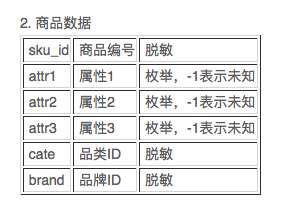 2. 商品数据
sku_id 商品编号 脱敏
attr1 属性1 枚举，-1表示未知
attr2 属性2 枚举，-1表示未知
attr3 属性3 枚举，-1表示未知
cate 品类ID 脱敏
brand 品牌ID 脱敏